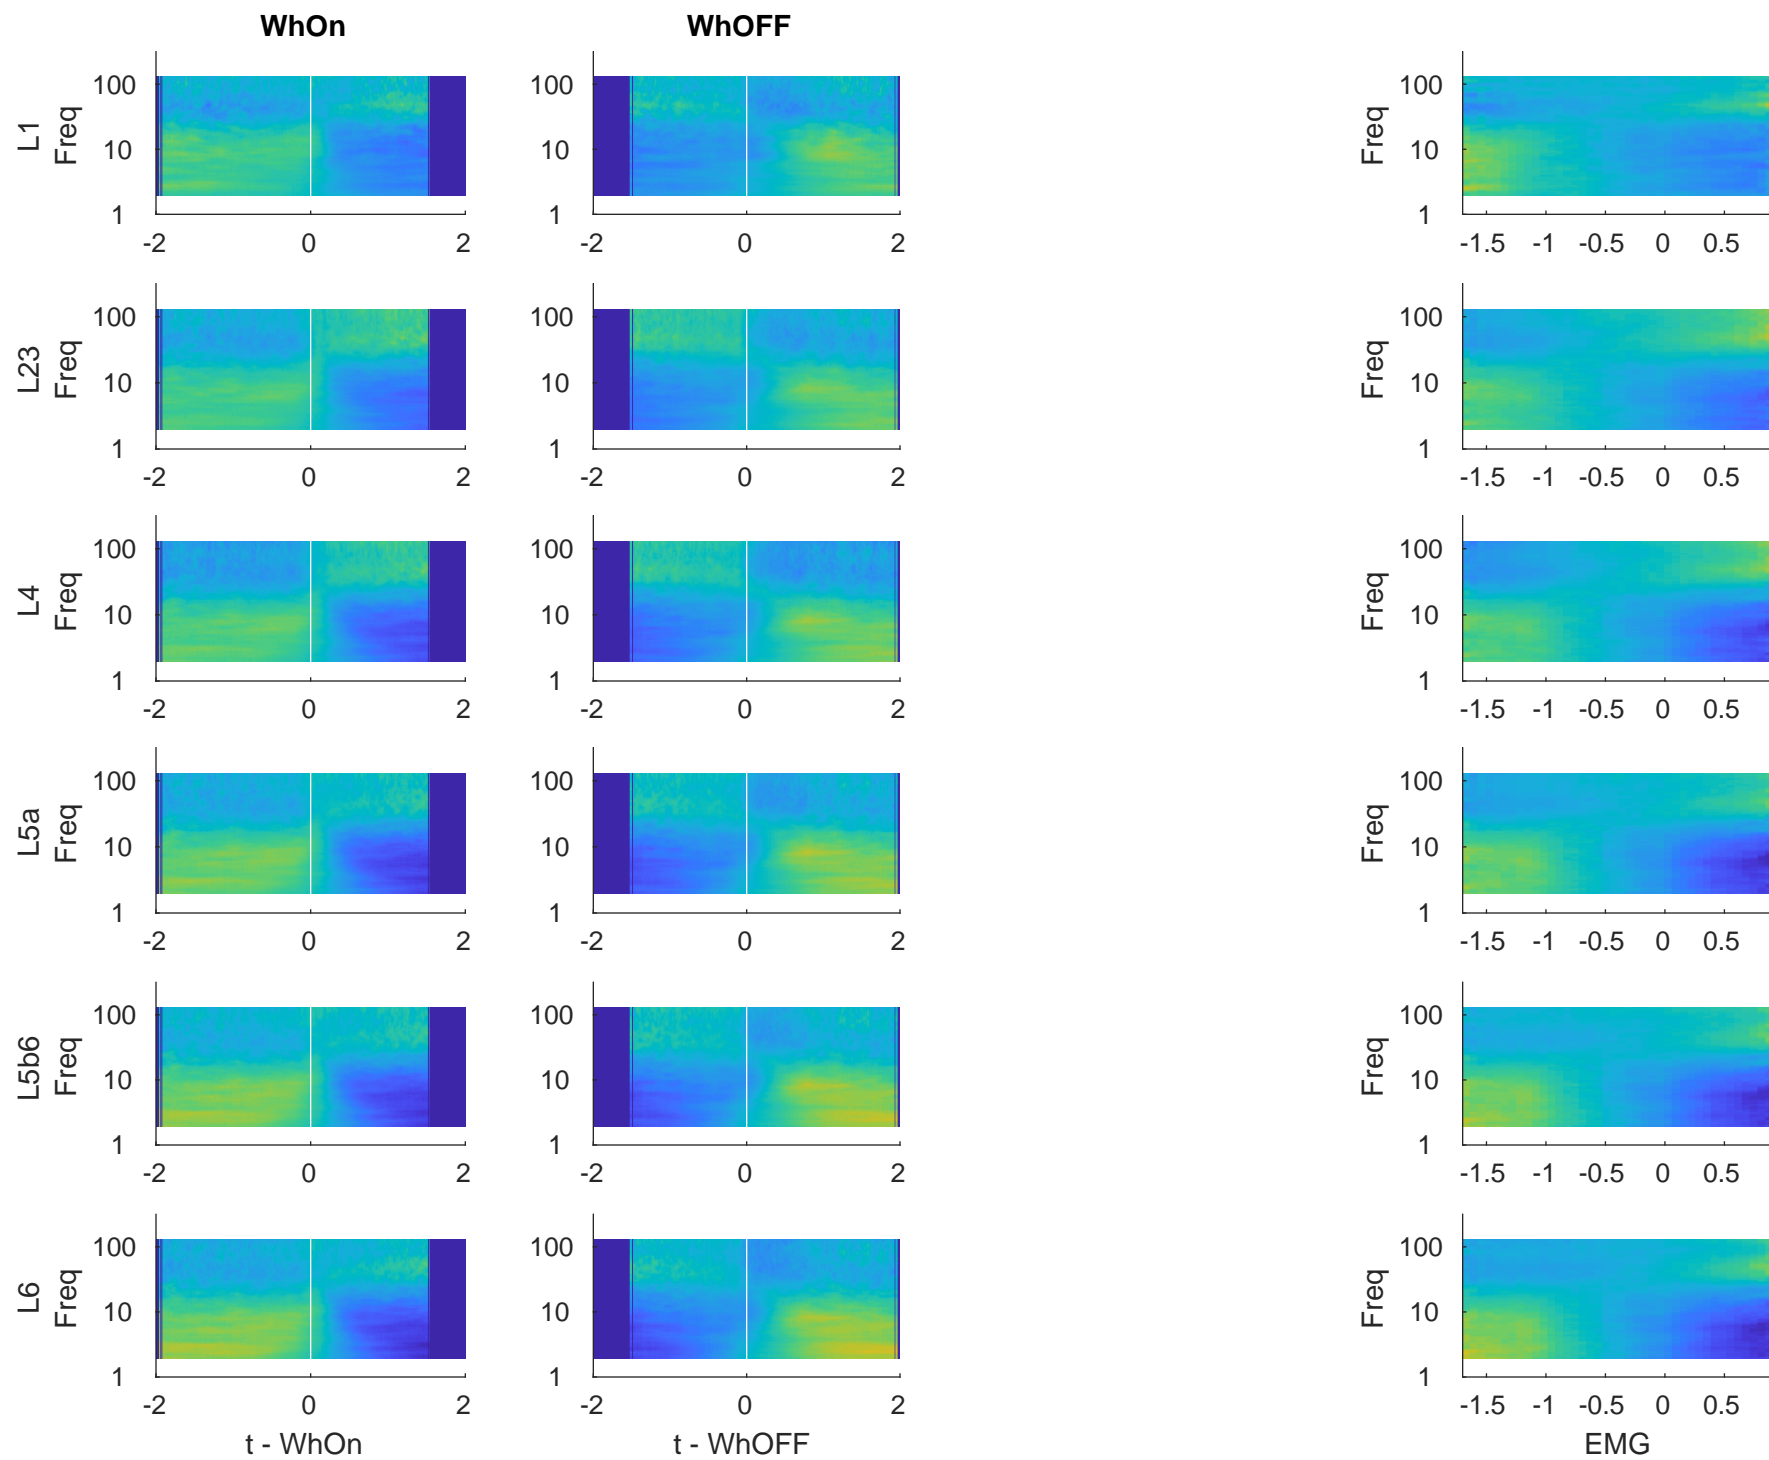 WhOn WhOFF
L1 Freq 100 10 1 100 10 1 Freq 100 10 1
-2 0 2 -2 0 2 -1.5 -1 -0.5 0 0.5
L23 Freq 100 10 1 100 10 1 Freq 100 10 1
-2 0 2 -2 0 2 -1.5 -1 -0.5 0 0.5
L4 Freq 100 10 1 100 10 1 Freq 100 10 1
-2 0 2 -2 0 2 -1.5 -1 -0.5 0 0.5
L5a Freq 100 10 1 100 10 1 Freq 100 10 1
-2 0 2 -2 0 2 -1.5 -1 -0.5 0 0.5
L5b6 Freq 100 10 1 100 10 1 Freq 100 10 1
-2 0 2 -2 0 2 -1.5 -1 -0.5 0 0.5
L6 Freq 100 10 1 100 10 1 Freq 100 10 1
-2 0 2 -2 0 2 -1.5 -1 -0.5 0 0.5
t - WhOn t - WhOFF EMG